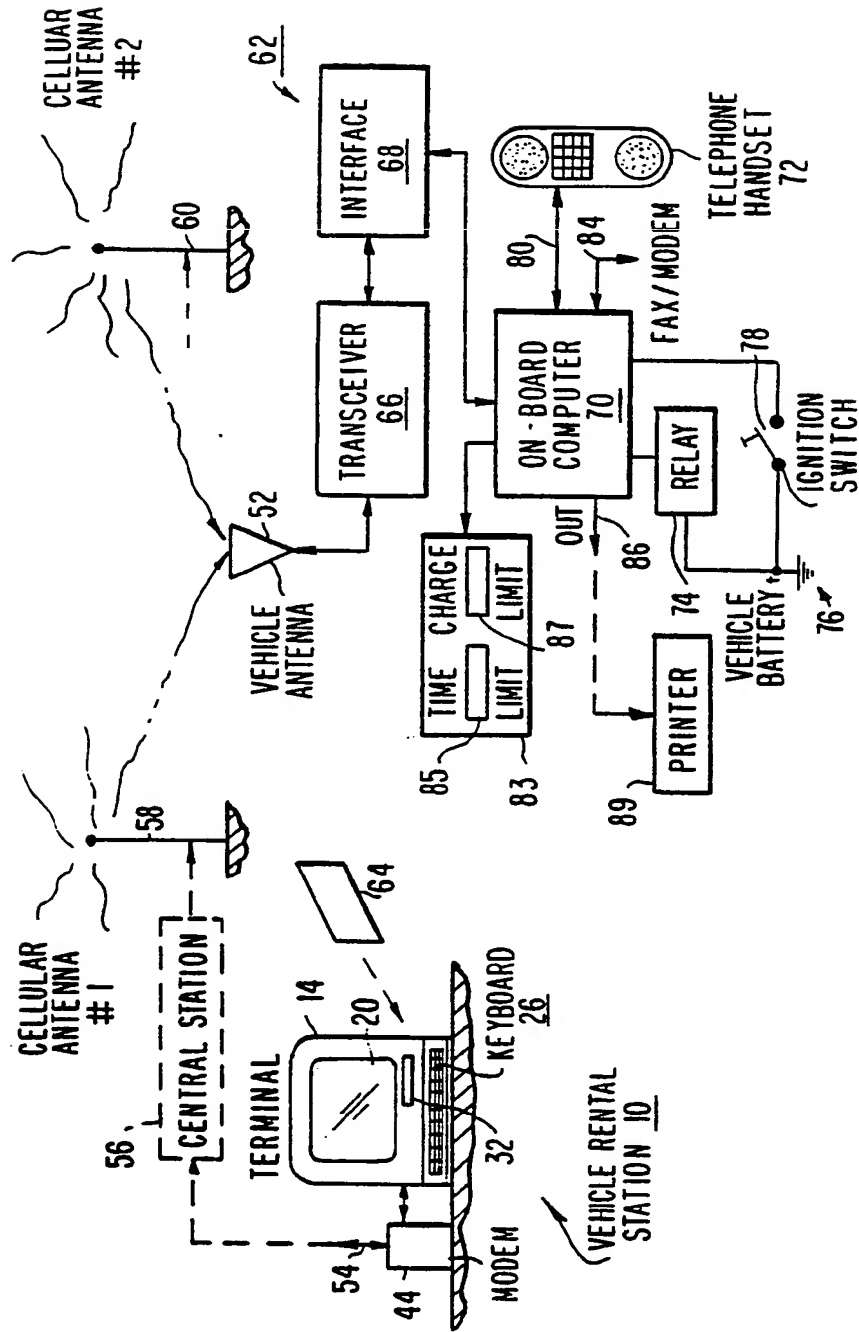 CELLULAR
ANTENNA
#1
CELLUAR
ANTENNA
#2
58
60
56
CENTRAL STATION
52
VEHICLE
ANTENNA
62
TRANSCEIVER
66
INTERFACE
68
TERMINAL
14
20
64
54
44
MODEM
32
KEYBOARD
26
VEHICLE RENTAL
STATION 10
TIME
LIMIT
CHARGE
LIMIT
85
87
83
ON-BOARD
COMPUTER
70
80
84
TELEPHONE
HANDSET
72
FAX/MODEM
OUT
86
RELAY
74
78
IGNITION
SWITCH
VEHICLE
BATTERY
+
76
PRINTER
89